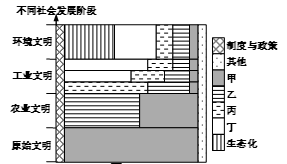 不同社会发展阶段
环境文明
工业文明
农业文明
原始文明
制度与政策
其他
甲
乙
丙
丁
生态化